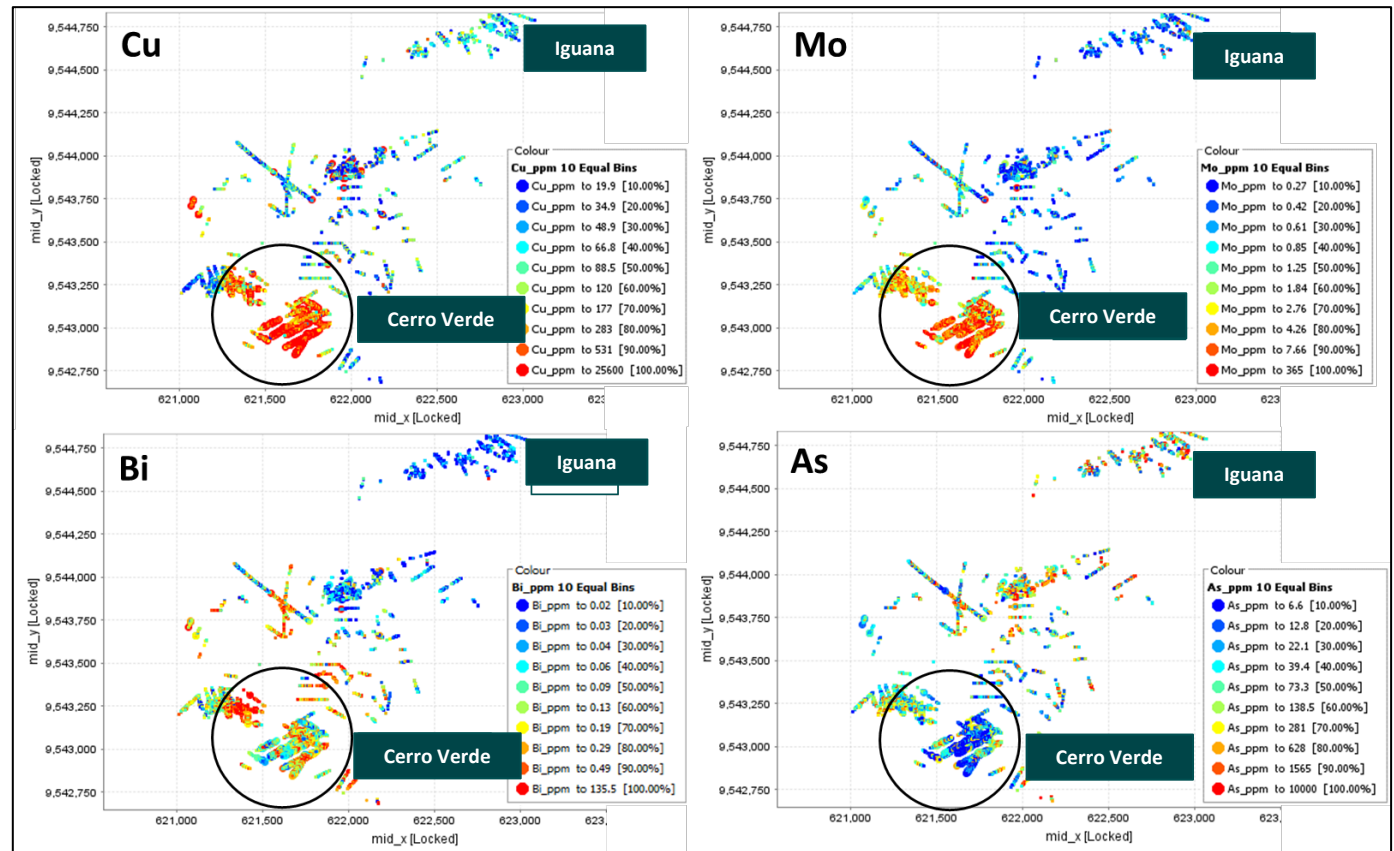 Cu
Iguana
Cerro Verde
9,544,750
9,544,500
9,544,250
9,544,000
9,543,750
9,543,500
9,543,250
9,543,000
9,542,750
mid_y [Locked]
621,000
621,500
622,000
622,500
623,000
623,
mid_x [Locked]
Colour
Cu_ppm 10 Equal Bins
Cu_ppm to 19.9 [10.00%]
Cu_ppm to 34.9 [20.00%]
Cu_ppm to 48.9 [30.00%]
Cu_ppm to 66.8 [40.00%]
Cu_ppm to 88.5 [50.00%]
Cu_ppm to 120 [60.00%]
Cu_ppm to 177 [70.00%]
Cu_ppm to 283 [80.00%]
Cu_ppm to 531 [90.00%]
Cu_ppm to 25600 [100.00%]
Mo
Iguana
Cerro Verde
9,544,750
9,544,500
9,544,250
9,544,000
9,543,750
9,543,500
9,543,250
9,543,000
9,542,750
mid_y [Locked]
621,000
621,500
622,000
622,500
623,000
623,
mid_x [Locked]
Colour
Mo_ppm 10 Equal Bins
Mo_ppm to 0.27 [10.00%]
Mo_ppm to 0.42 [20.00%]
Mo_ppm to 0.61 [30.00%]
Mo_ppm to 0.85 [40.00%]
Mo_ppm to 1.25 [50.00%]
Mo_ppm to 1.84 [60.00%]
Mo_ppm to 2.76 [70.00%]
Mo_ppm to 4.26 [80.00%]
Mo_ppm to 7.66 [90.00%]
Mo_ppm to 365 [100.00%]
Bi
Iguana
Cerro Verde
9,544,750
9,544,500
9,544,250
9,544,000
9,543,750
9,543,500
9,543,250
9,543,000
9,542,750
mid_y [Locked]
621,000
621,500
622,000
622,500
623,000
623,
mid_x [Locked]
Colour
Bi_ppm 10 Equal Bins
Bi_ppm to 0.02 [10.00%]
Bi_ppm to 0.03 [20.00%]
Bi_ppm to 0.04 [30.00%]
Bi_ppm to 0.06 [40.00%]
Bi_ppm to 0.09 [50.00%]
Bi_ppm to 0.13 [60.00%]
Bi_ppm to 0.19 [70.00%]
Bi_ppm to 0.29 [80.00%]
Bi_ppm to 0.49 [90.00%]
Bi_ppm to 135.5 [100.00%]
As
Iguana
Cerro Verde
9,544,750
9,544,500
9,544,250
9,544,000
9,543,750
9,543,500
9,543,250
9,543,000
9,542,750
mid_y [Locked]
621,000
621,500
622,000
622,500
623,000
623,
mid_x [Locked]
Colour
As_ppm 10 Equal Bins
As_ppm to 6.6 [10.00%]
As_ppm to 12.8 [20.00%]
As_ppm to 22.1 [30.00%]
As_ppm to 39.4 [40.00%]
As_ppm to 73.3 [50.00%]
As_ppm to 138.5 [60.00%]
As_ppm to 281 [70.00%]
As_ppm to 628 [80.00%]
As_ppm to 1565 [90.00%]
As_ppm to 10000 [100.00%]